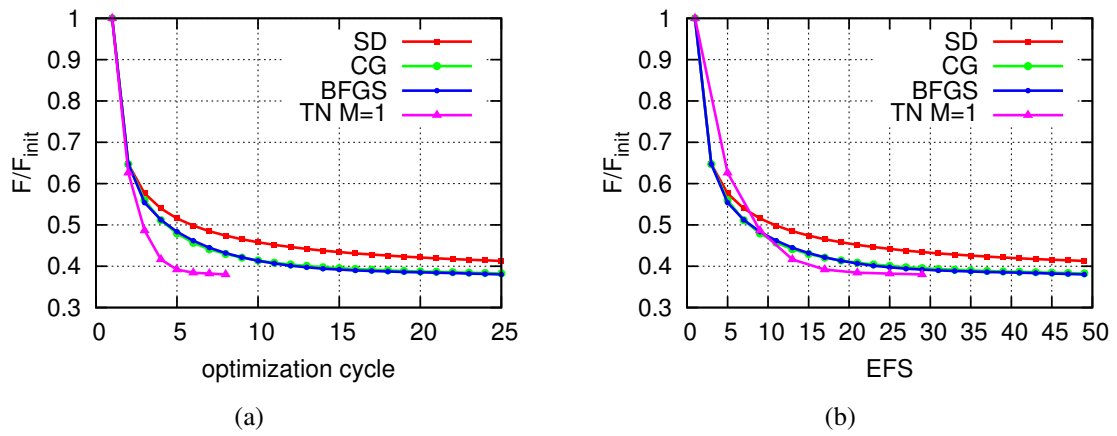 1
0.9
0.8
0.7
0.6
0.5
0.4
0.3
F/F_init
0 5 10 15 20 25
optimization cycle
SD
CG
BFGS
TN M=1
(a)
1
0.9
0.8
0.7
0.6
0.5
0.4
0.3
F/F_init
0 5 10 15 20 25 30 35 40 45 50
EFS
SD
CG
BFGS
TN M=1
(b)